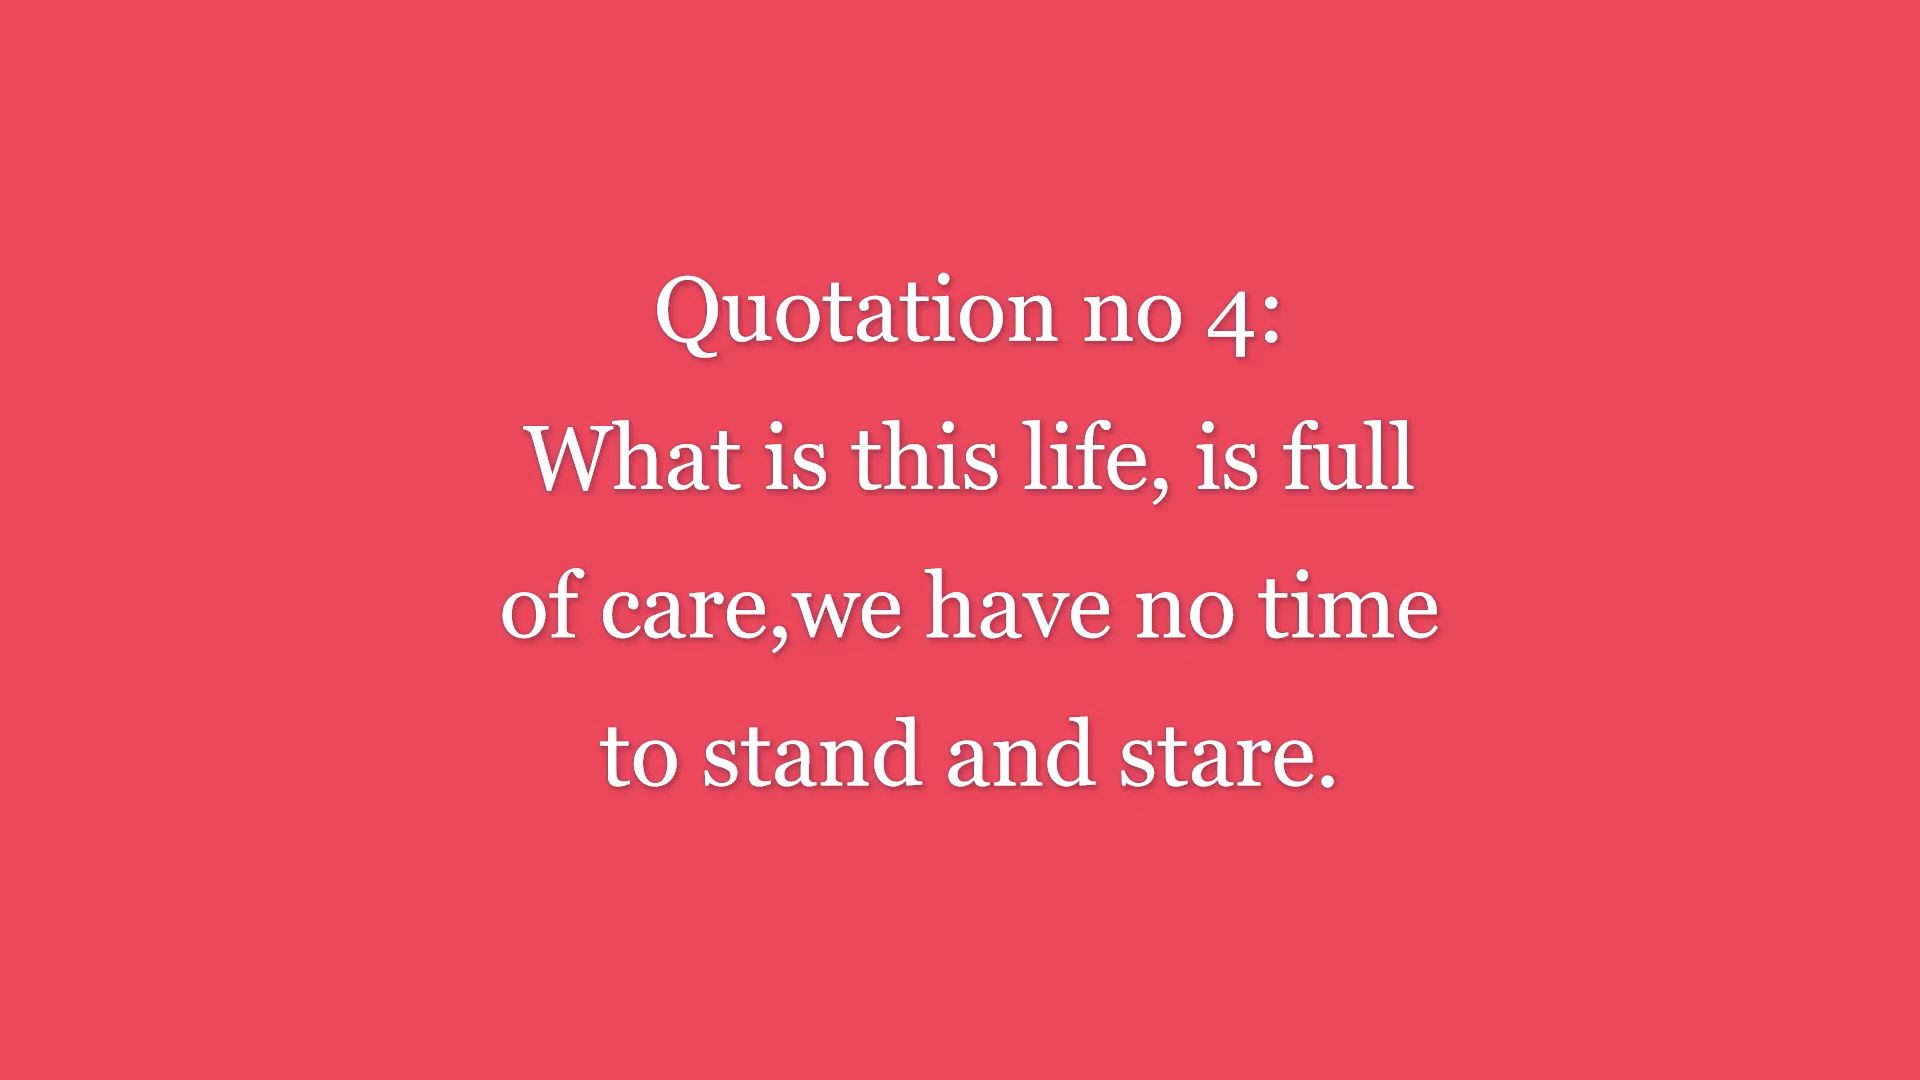 Quotation no 4:
What is this life, is full
of care,we have no time
to stand and stare.